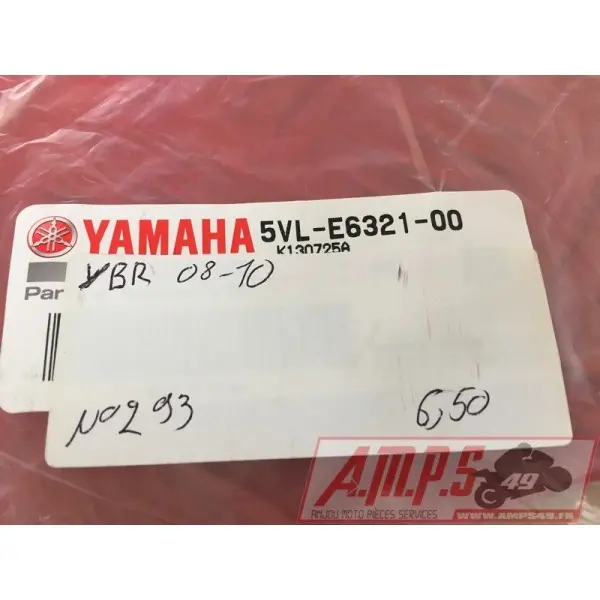 YAMAHA 5VL-E6321-00
K130725A
Par
YBR 08-10
N0293 6,50
A.M.P.S 49
ANJOU MOTO PIÈCES SERVICES
WWW.AMPS49.FR